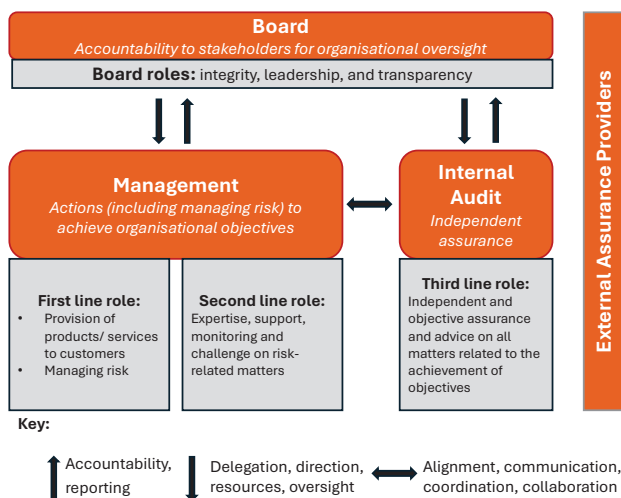 Board
Accountability to stakeholders for organisational oversight
Board roles: integrity, leadership, and transparency
Management
Actions (including managing risk) to
achieve organisational objectives
Internal
Audit
Independent
assurance
First line role:
• Provision of
products/ services
to customers
• Managing risk
Second line role:
Expertise, support,
monitoring and
challenge on risk-
related matters
Third line role:
Independent and
objective assurance
and advice on all
matters related to the
achievement of
objectives
External Assurance Providers
Key:
Accountability,
reporting
Delegation, direction,
resources, oversight
Alignment, communication,
coordination, collaboration